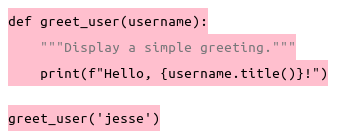 def greet_user(username):
    """Display a simple greeting."""
    print(f"Hello, {username.title()}!")

greet_user('jesse')